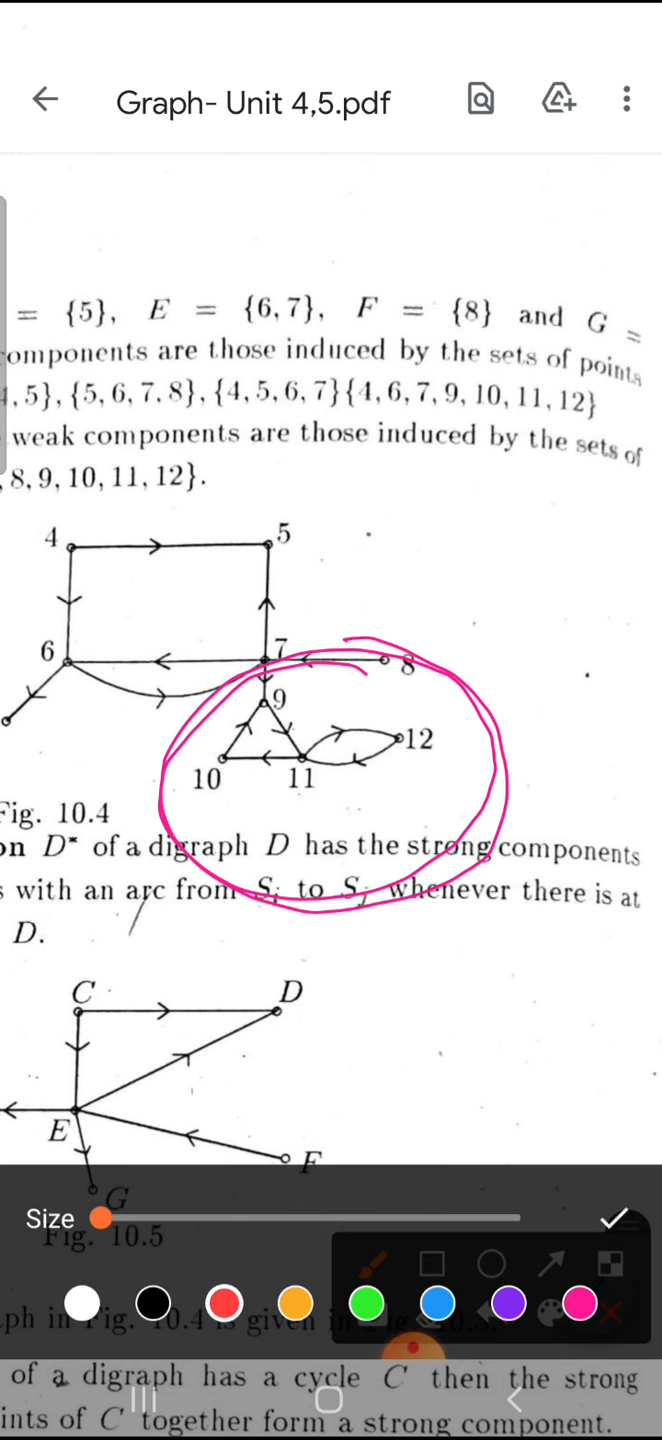 Graph- Unit 4,5.pdf
= {5}, E = {6, 7}, F = {8} and G =
omponents are those induced by the sets of points
, 5}, {5, 6, 7. 8}, {4, 5, 6, 7}{4, 6, 7, 9, 10, 11, 12}
weak components are those induced by the sets of
8, 9, 10, 11, 12}.
4
5
6
7
8
9
12
10
11
Fig. 10.4
on D* of a digraph D has the strong components
s with an arc from Si to Sj whenever there is at
D.
C
D
E
F
G
Size
Fig. 10.5
ph in Fig. 10.4 is given in
of a digraph has a cycle C then the strong
ints of C together form a strong component.